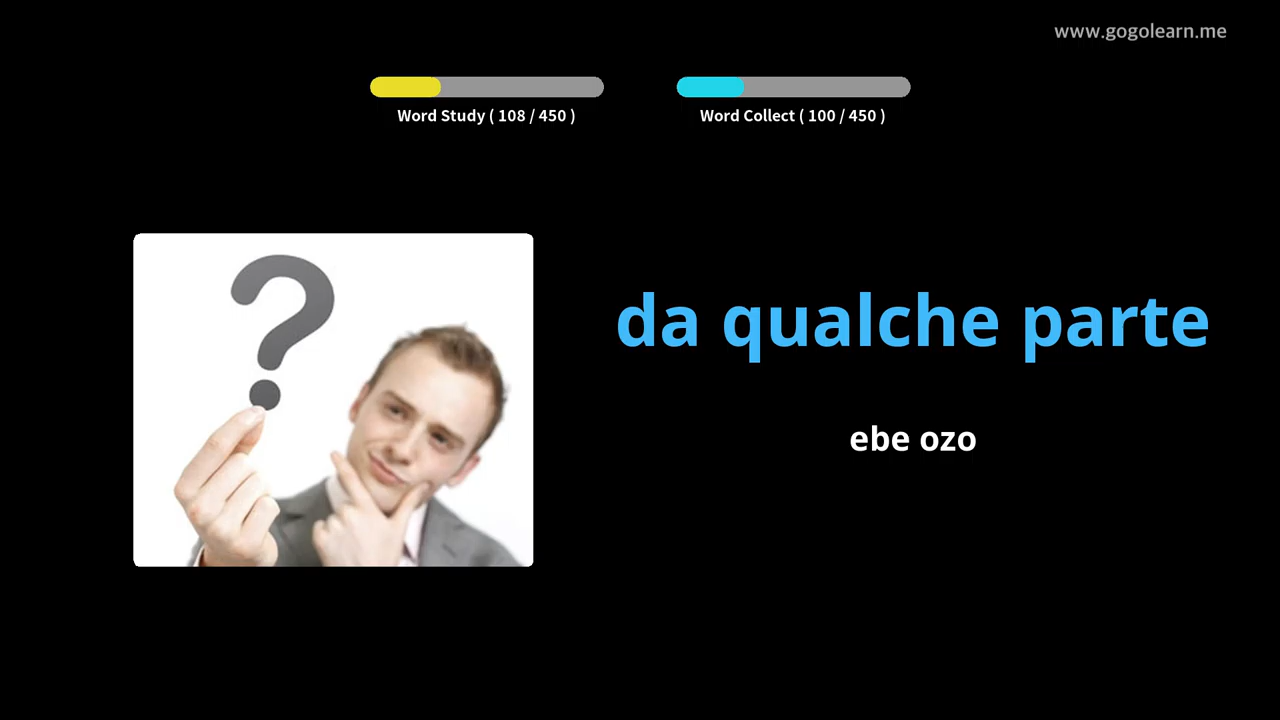 www.gogolearn.me
Word Study ( 108 / 450 )
Word Collect ( 100 / 450 )
da qualche parte
ebe ozo